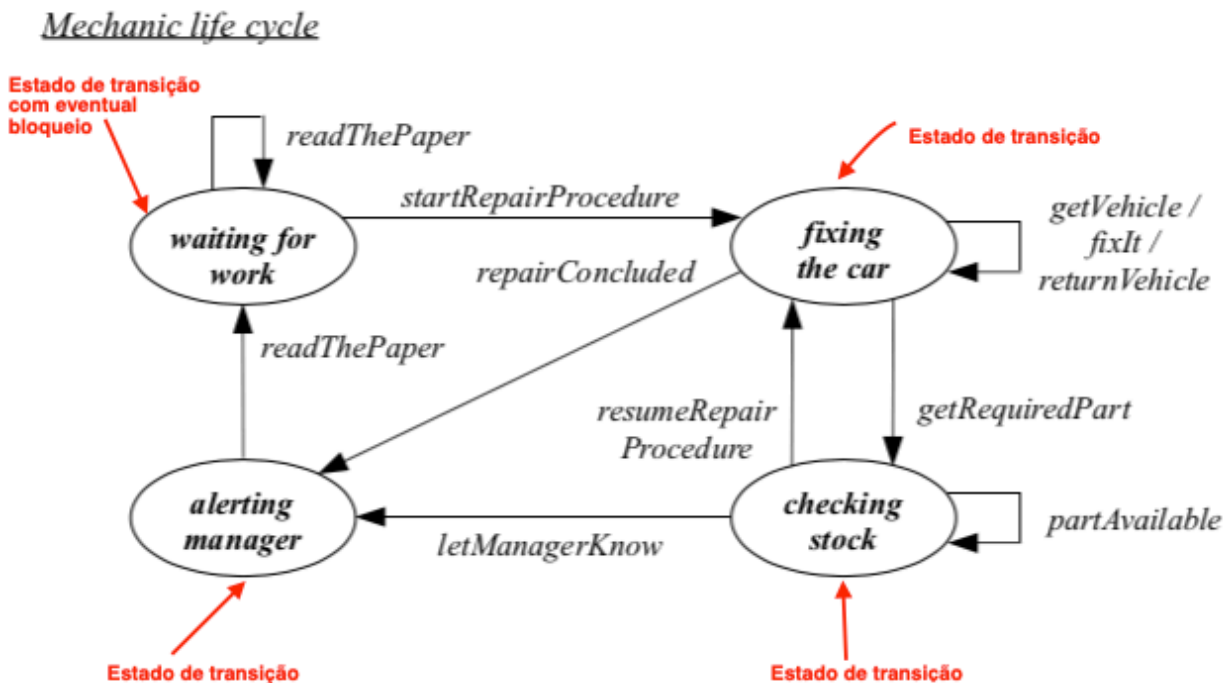 Mechanic life cycle
Estado de transição
com eventual
bloqueio
readThePaper
Estado de transição
startRepairProcedure
getVehicle /
fixIt /
returnVehicle
waiting for
work
fixing
the car
repairConcluded
readThePaper
resumeRepair
Procedure
getRequiredPart
alerting
manager
letManagerKnow
checking
stock
partAvailable
Estado de transição
Estado de transição